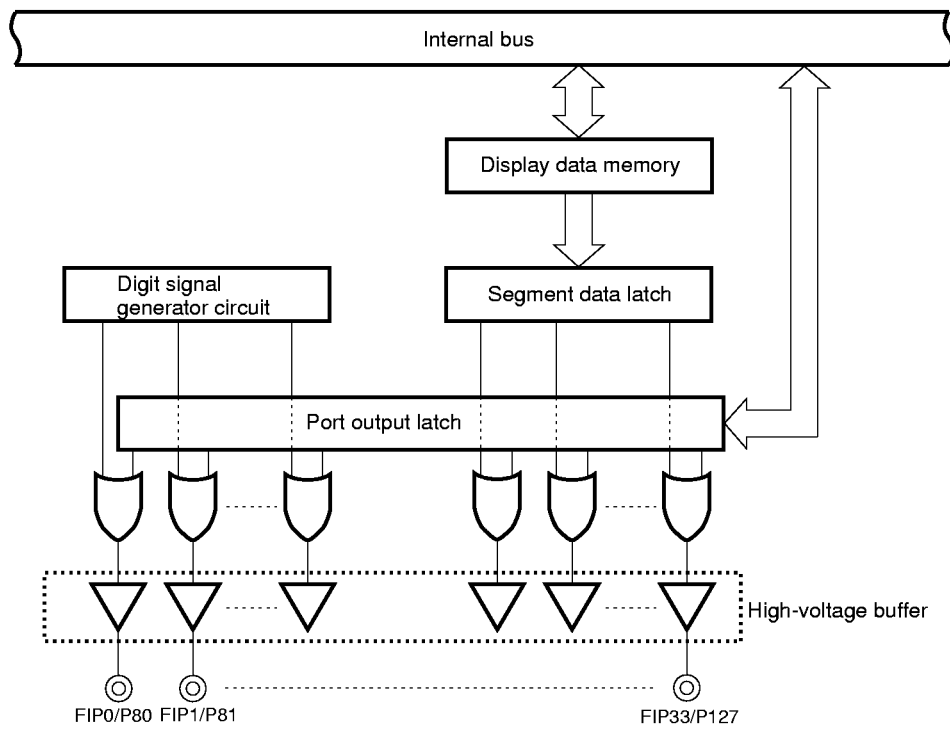 Internal bus
Display data memory
Digit signal
generator circuit
Segment data latch
Port output latch
High-voltage buffer
FIP0/P80
FIP1/P81
FIP33/P127